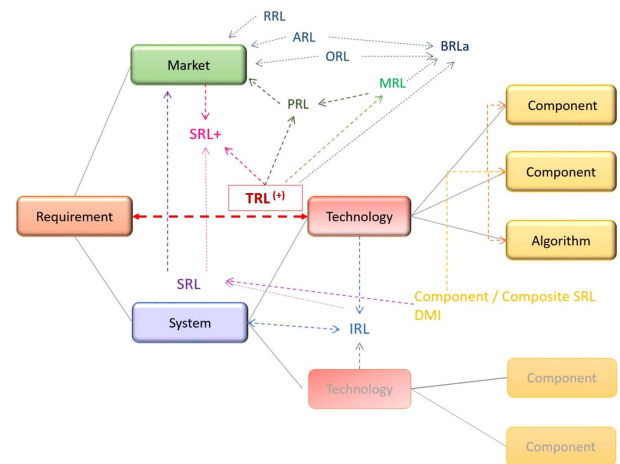 RRL
ARL
BRLa
ORL
Market
MRL
Component
PRL
SRL+
Component
TRL (+)
Requirement
Technology
Algorithm
SRL
Component / Composite SRL
DMI
System
IRL
Technology
Component
Component